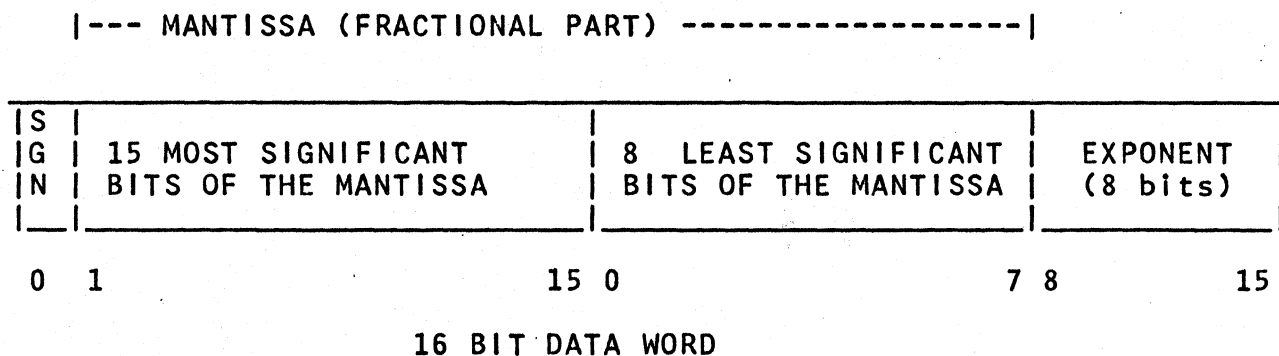 |--- MANTISSA (FRACTIONAL PART) ------------------|
S
G 15 MOST SIGNIFICANT 8 LEAST SIGNIFICANT EXPONENT
N BITS OF THE MANTISSA BITS OF THE MANTISSA (8 bits)
0 1 15 0 7 8 15
16 BIT DATA WORD